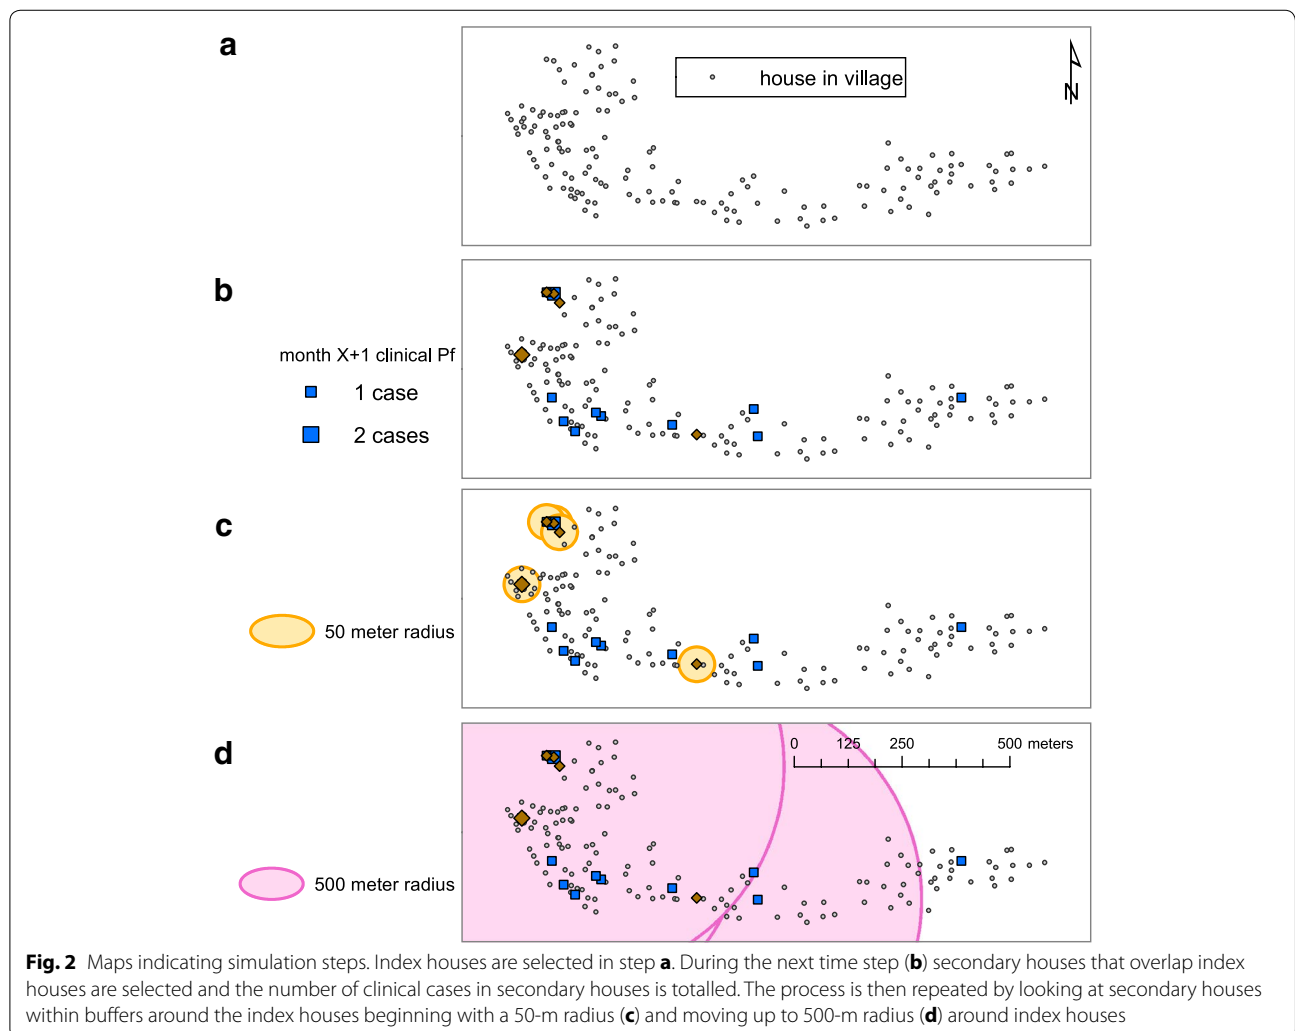 a
house in village
N
b
month X+1 clinical Pf
1 case
2 cases
c
50 meter radius
d
0 125 250 500 meters
500 meter radius
Fig. 2 Maps indicating simulation steps. Index houses are selected in step a. During the next time step (b) secondary houses that overlap index
houses are selected and the number of clinical cases in secondary houses is totalled. The process is then repeated by looking at secondary houses
within buffers around the index houses beginning with a 50-m radius (c) and moving up to 500-m radius (d) around index houses